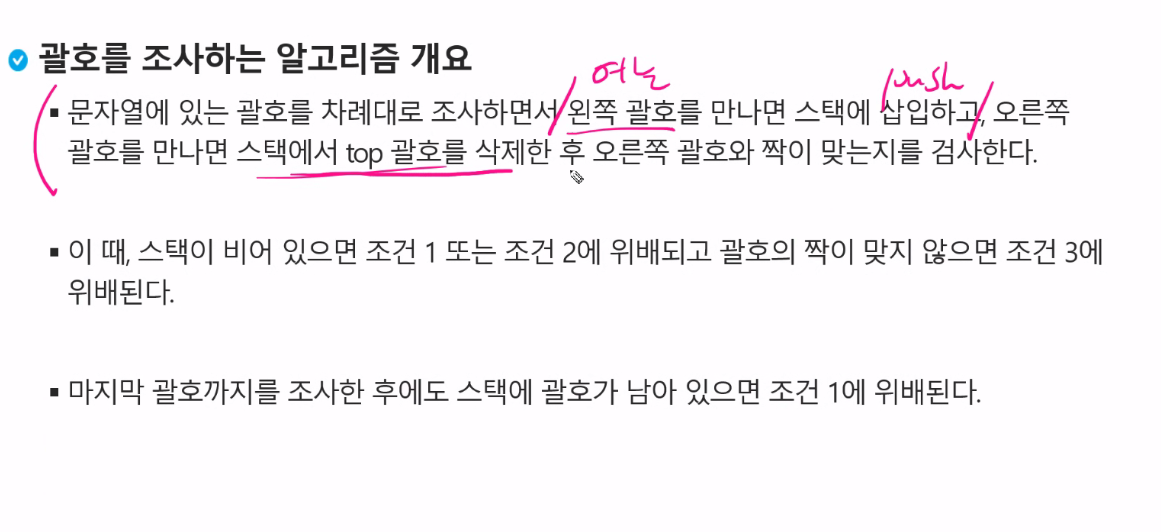 괄호를 조사하는 알고리즘 개요
여는
push
▪ 문자열에 있는 괄호를 차례대로 조사하면서 왼쪽 괄호를 만나면 스택에 삽입하고, 오른쪽
괄호를 만나면 스택에서 top 괄호를 삭제한 후 오른쪽 괄호와 짝이 맞는지를 검사한다.
▪ 이 때, 스택이 비어 있으면 조건 1 또는 조건 2에 위배되고 괄호의 짝이 맞지 않으면 조건 3에
위배된다.
▪ 마지막 괄호까지를 조사한 후에도 스택에 괄호가 남아 있으면 조건 1에 위배된다.